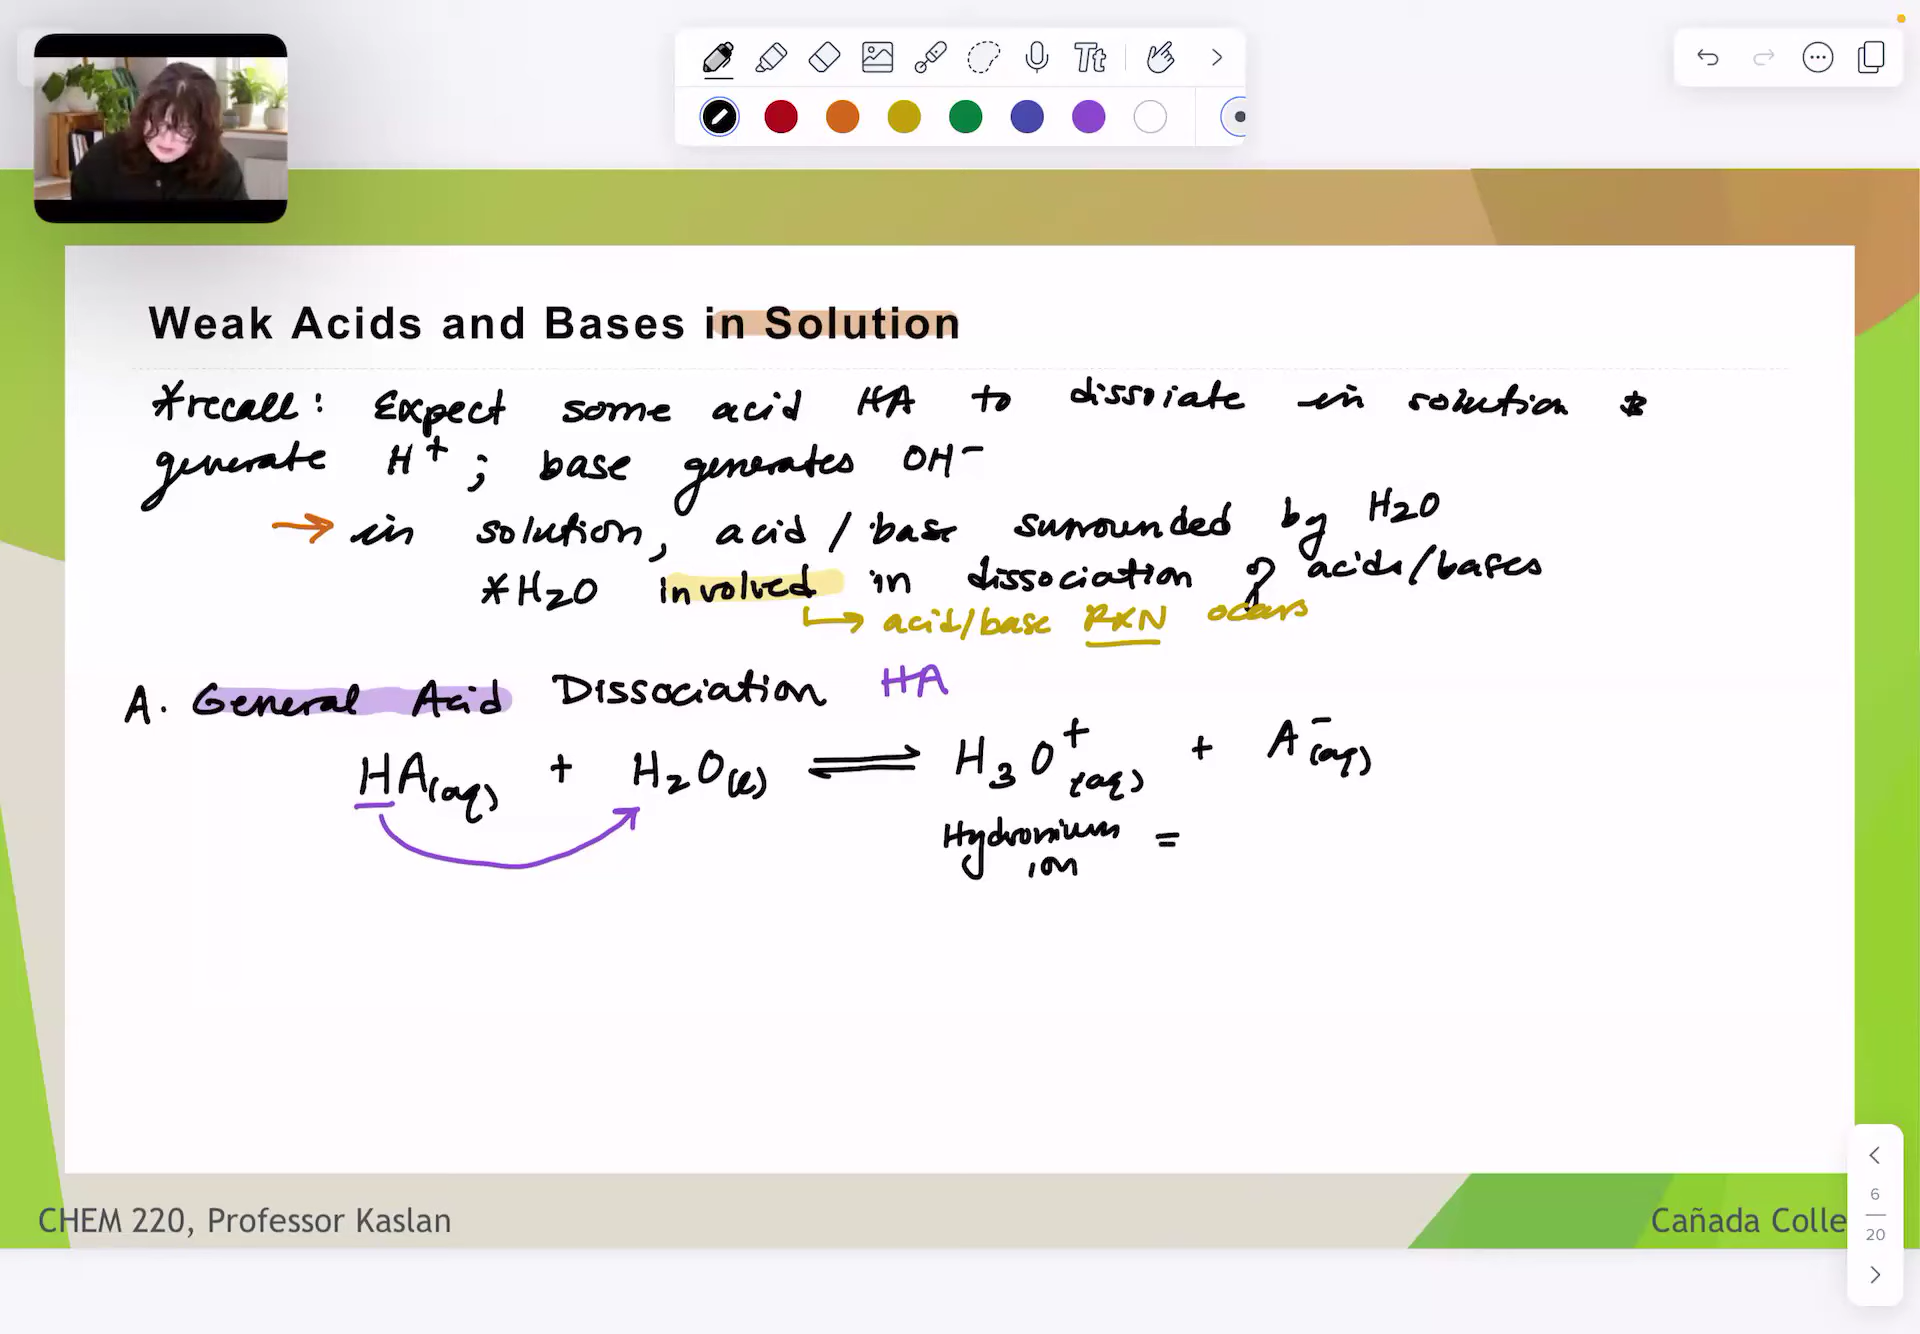 Tt
Weak Acids and Bases in Solution
*recall: Expect some acid HA to dissoiate in solution &
generate H⁺ ; base generates OH⁻
→ in solution, acid / base surrounded by H2O
*H2O involved in dissociation of acids/bases
↳ acid/base RXN occurs
A. General Acid Dissociation HA
HA(aq) + H₂O(l) ⇌ H₃O⁺(aq) + A⁻(aq)
Hydronium =
ion
6
20
CHEM 220, Professor Kaslan
Cañada Colle